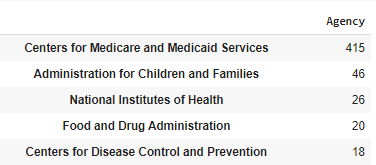 Agency
Centers for Medicare and Medicaid Services 415
Administration for Children and Families 46
National Institutes of Health 26
Food and Drug Administration 20
Centers for Disease Control and Prevention 18